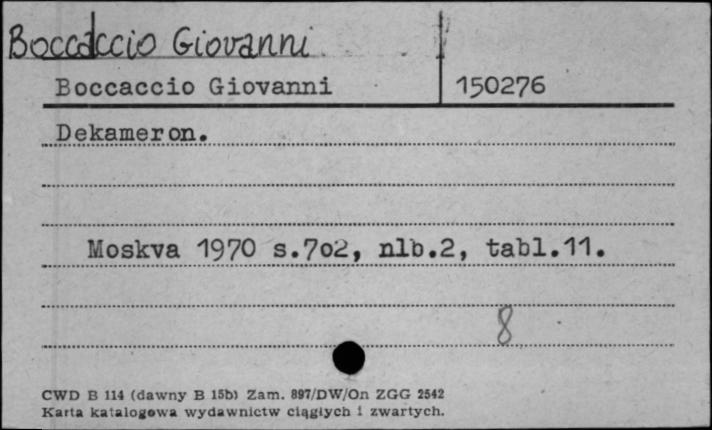 Boccaccio Giovanni
Boccaccio Giovanni 150276
Dekameron.
Moskva 1970 s.7o2, nlb.2, tabl.11.
8
CWD B 114 (dawny B 15b) Zam. 897/DW/On ZGG 2542
Karta katalogowa wydawnictw ciągłych i zwartych.